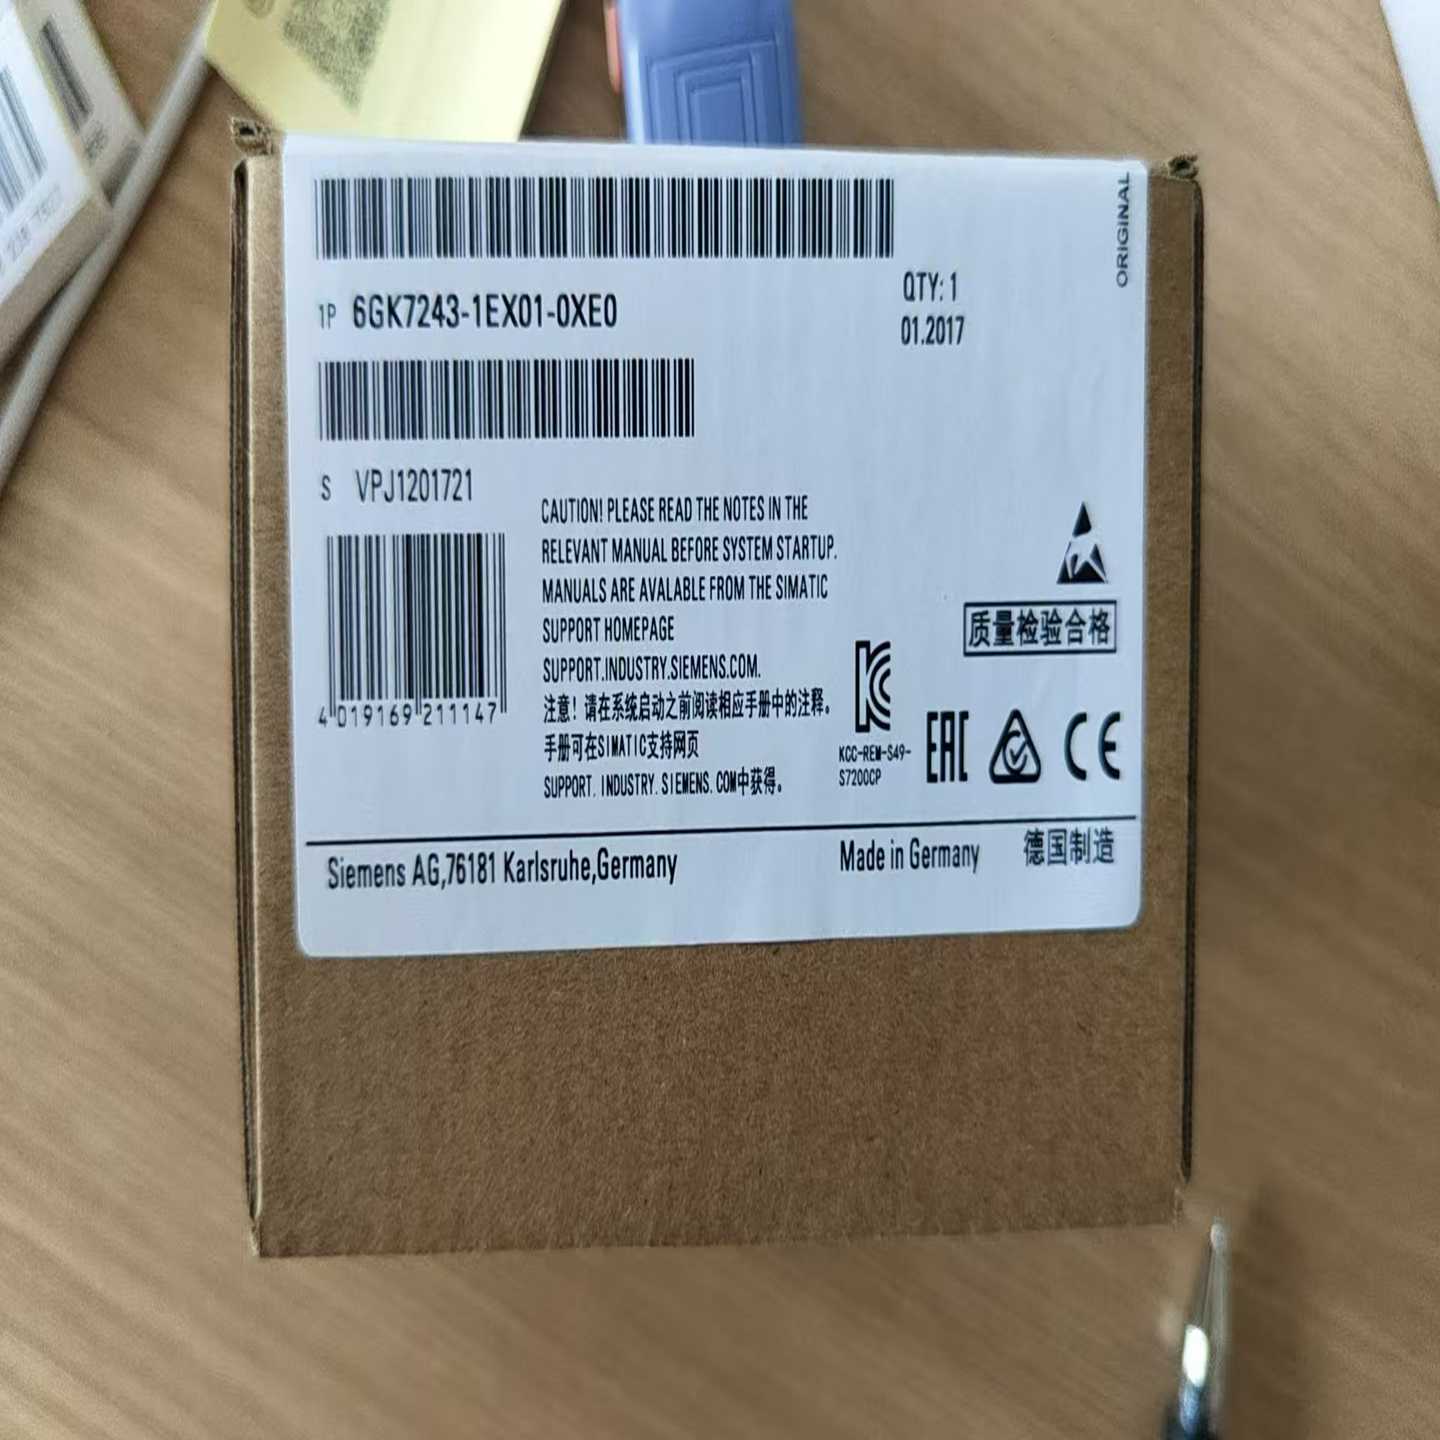 ORIGINAL
1P 6GK7243-1EX01-0XE0
QTY: 1
01.2017
S VPJ1201721
CAUTION! PLEASE READ THE NOTES IN THE
RELEVANT MANUAL BEFORE SYSTEM STARTUP.
MANUALS ARE AVALABLE FROM THE SIMATIC
SUPPORT HOMEPAGE
SUPPORT.INDUSTRY.SIEMENS.COM.
注意！请在系统启动之前阅读相应手册中的注释。
手册可在SIMATIC支持网页
SUPPORT. INDUSTRY. SIEMENS. COM中获得。
4 019169 211147
质量检验合格
KCC-REM-S49-
S7200CP
EAC
CE
Siemens AG,76181 Karlsruhe,Germany
Made in Germany 德国制造